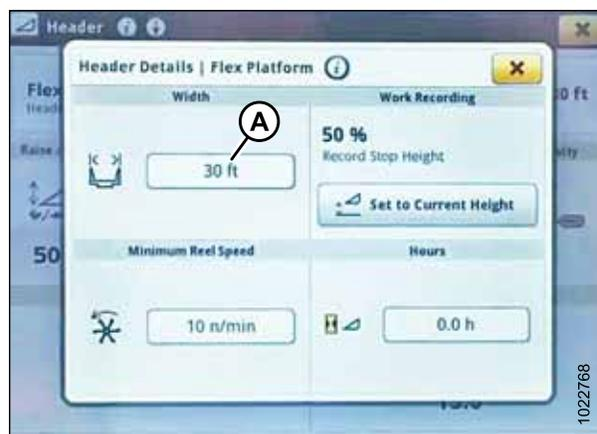 Header
Header Details | Flex Platform
Width
A
30 ft
Work Recording
50 %
Record Stop Height
Set to Current Height
Minimum Reel Speed
10 n/min
Hours
0.0 h
Flex
50
0 ft
1022768